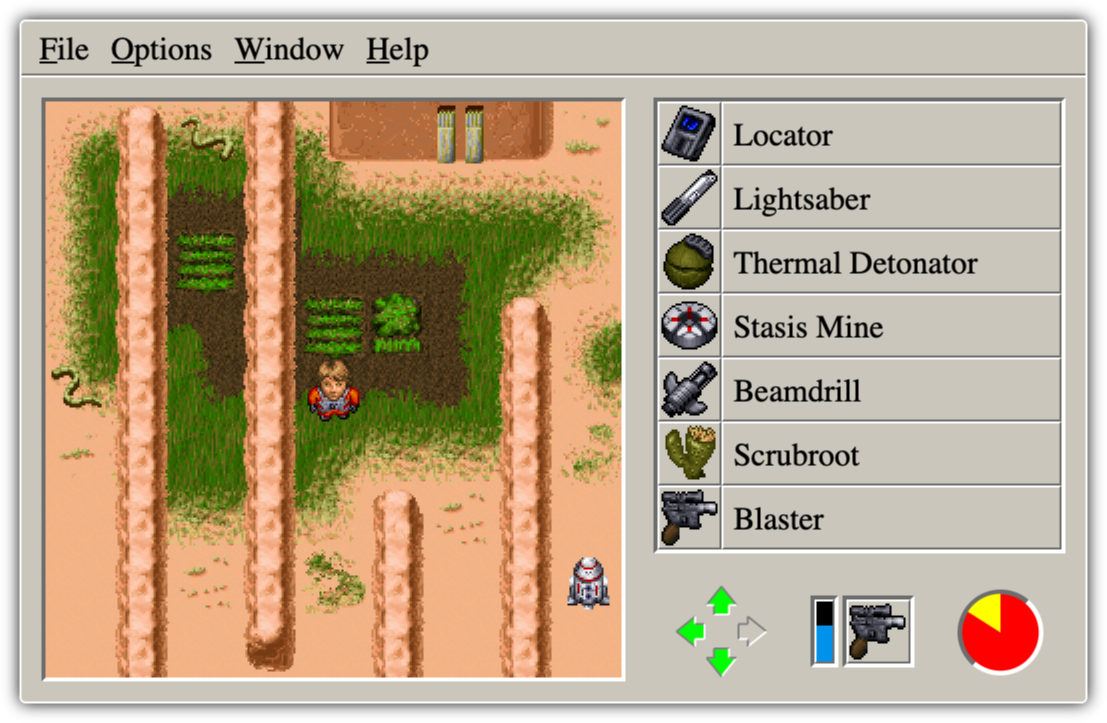 File Options Window Help
Locator
Lightsaber
Thermal Detonator
Stasis Mine
Beamdrill
Scrubroot
Blaster